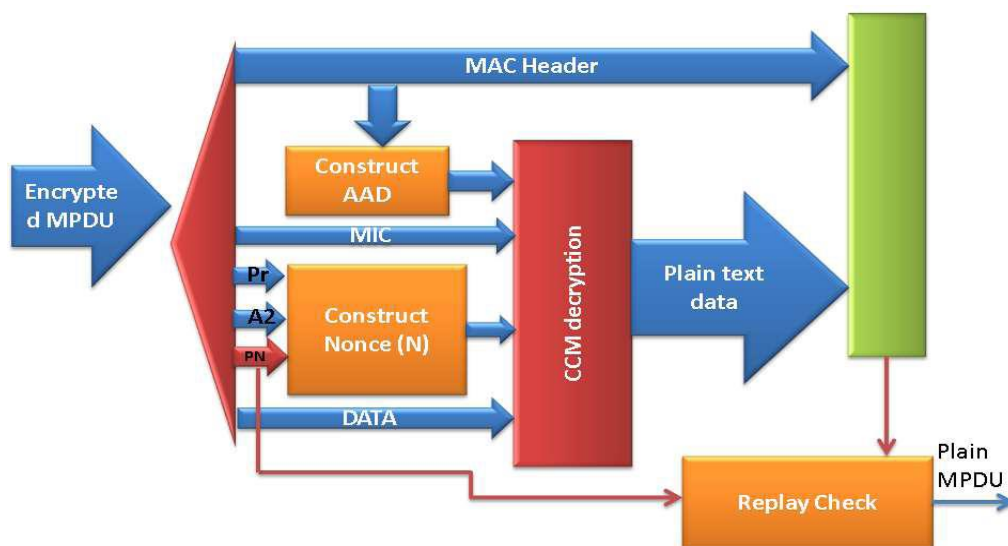 MAC Header
Construct
AAD
Encrypte
d MPDU
MIC
Pr
A2
PN
Construct
Nonce (N)
DATA
CCM decryption
Plain text
data
Replay Check
Plain
MPDU